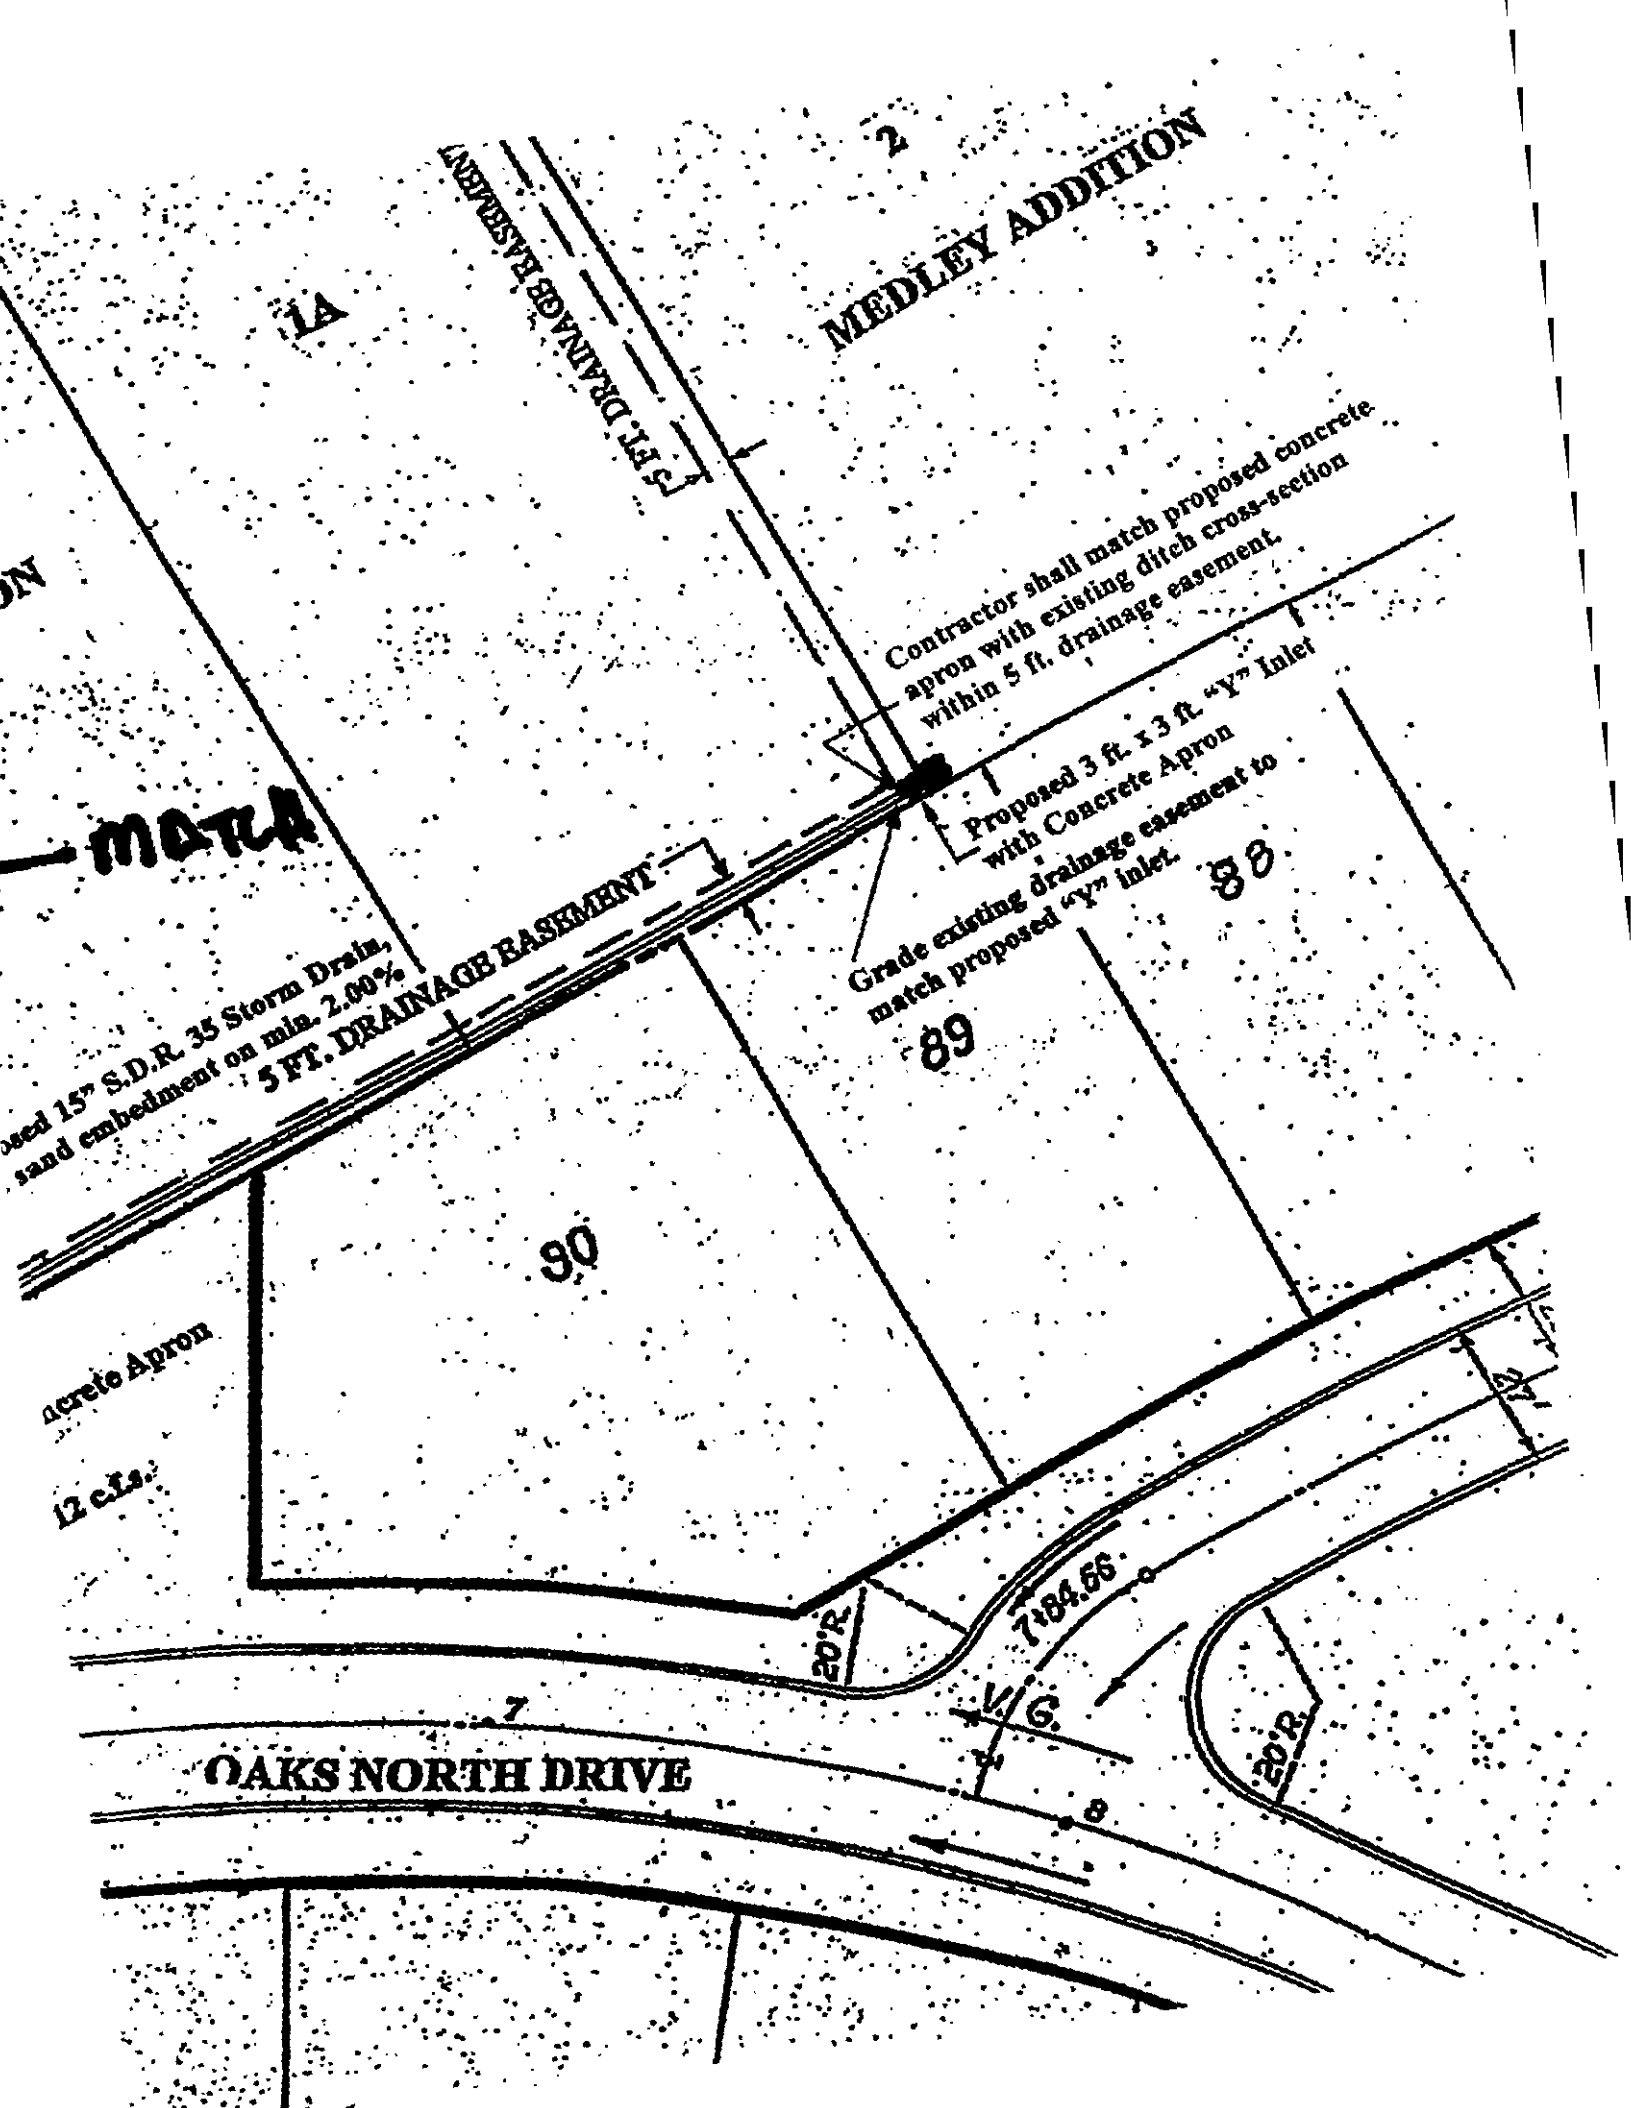 2
MEDLEY ADDITION
1A
5 FT. DRAINAGE EASEMENT
Contractor shall match proposed concrete
apron with existing ditch cross-section
within 5 ft. drainage easement.
ON
Proposed 3 ft. x 3 ft. "Y" Inlet
with Concrete Apron
MATCH
Grade existing drainage easement to
match proposed "Y" inlet.
88
osed 15" S.D.R. 35 Storm Drain,
sand embedment on min. 2.00%
5 FT. DRAINAGE EASEMENT
89
90
ncrete Apron
12 c.f.s.
27'
20'R.
7+84.66
V. G.
7
20'R.
OAKS NORTH DRIVE
8